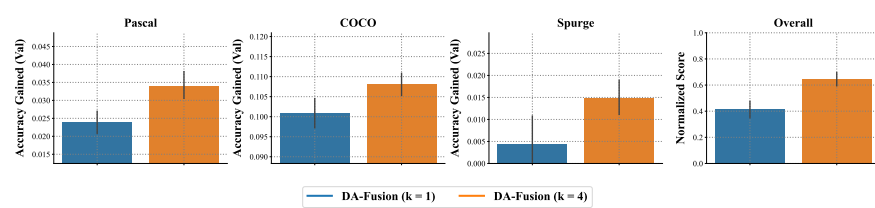 Pascal
Accuracy Gained (Val)
0.045
0.040
0.035
0.030
0.025
0.020
0.015
COCO
Accuracy Gained (Val)
0.120
0.115
0.110
0.105
0.100
0.095
0.090
Spurge
Accuracy Gained (Val)
0.025
0.020
0.015
0.010
0.005
0.000
Overall
Normalized Score
1.0
0.8
0.6
0.4
0.2
0.0
DA-Fusion (k = 1)
DA-Fusion (k = 4)